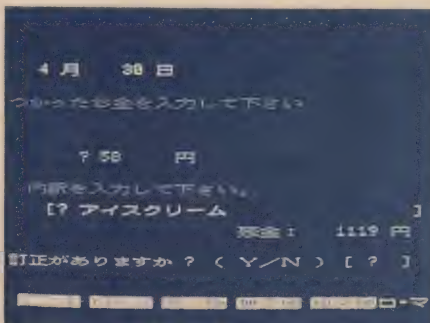 4 月 30 日
つかったお金を入力して下さい
? 50 円
内訳を入力して下さい。
[? アイスクリーム ]
残金: 1119 円
訂正がありますか ? ( Y/N ) [ ? ]
ローマ